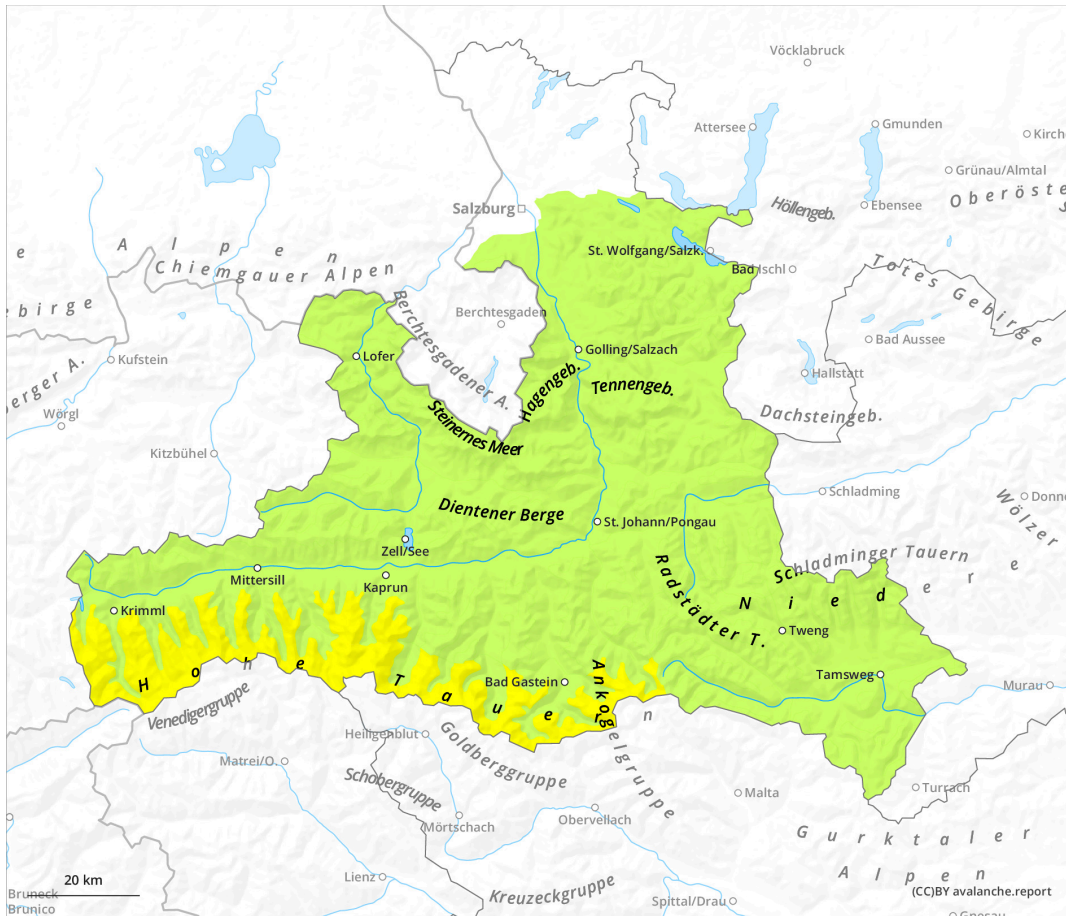 Vöcklabruck
Attersee
Gmunden
Kirch
Grünau/Almtal
Salzburg
Höllengeb.
Ebensee
Oberöste
s
e
Alpen
Chiemgauer Alpen
St. Wolfgang/Salzk.
Bad Ischl
Totes Gebirge
ebirge
Berchtesgadener A.
Berchtesgaden
Kufstein
Lofer
Golling/Salzach
Bad Aussee
Hallstatt
berger A.
Wörgl
Hagengeb.
Tennengeb.
Dachsteingeb.
Steinernes Meer
Kitzbühel
Schladming
Donne
Wölzer
Dientener Berge
St. Johann/Pongau
Zell/See
Schladminger Tauern
Mittersill
Kaprun
Radstädter T.
Nied
ere
Krimml
Tweng
Hohe Tauern
Bad Gastein
Ankogelgruppe
Tamsweg
Murau
Venedigergruppe
Heiligenblut
Goldberggruppe
Matrei/O.
Schobergruppe
Malta
Turrach
Mörtschach
Obervellach
Gurktaler
Alpen
20 km
Lienz
Kreuzeckgruppe
Bruneck
Brunico
Spittal/Drau
(CC)BY avalanche.report